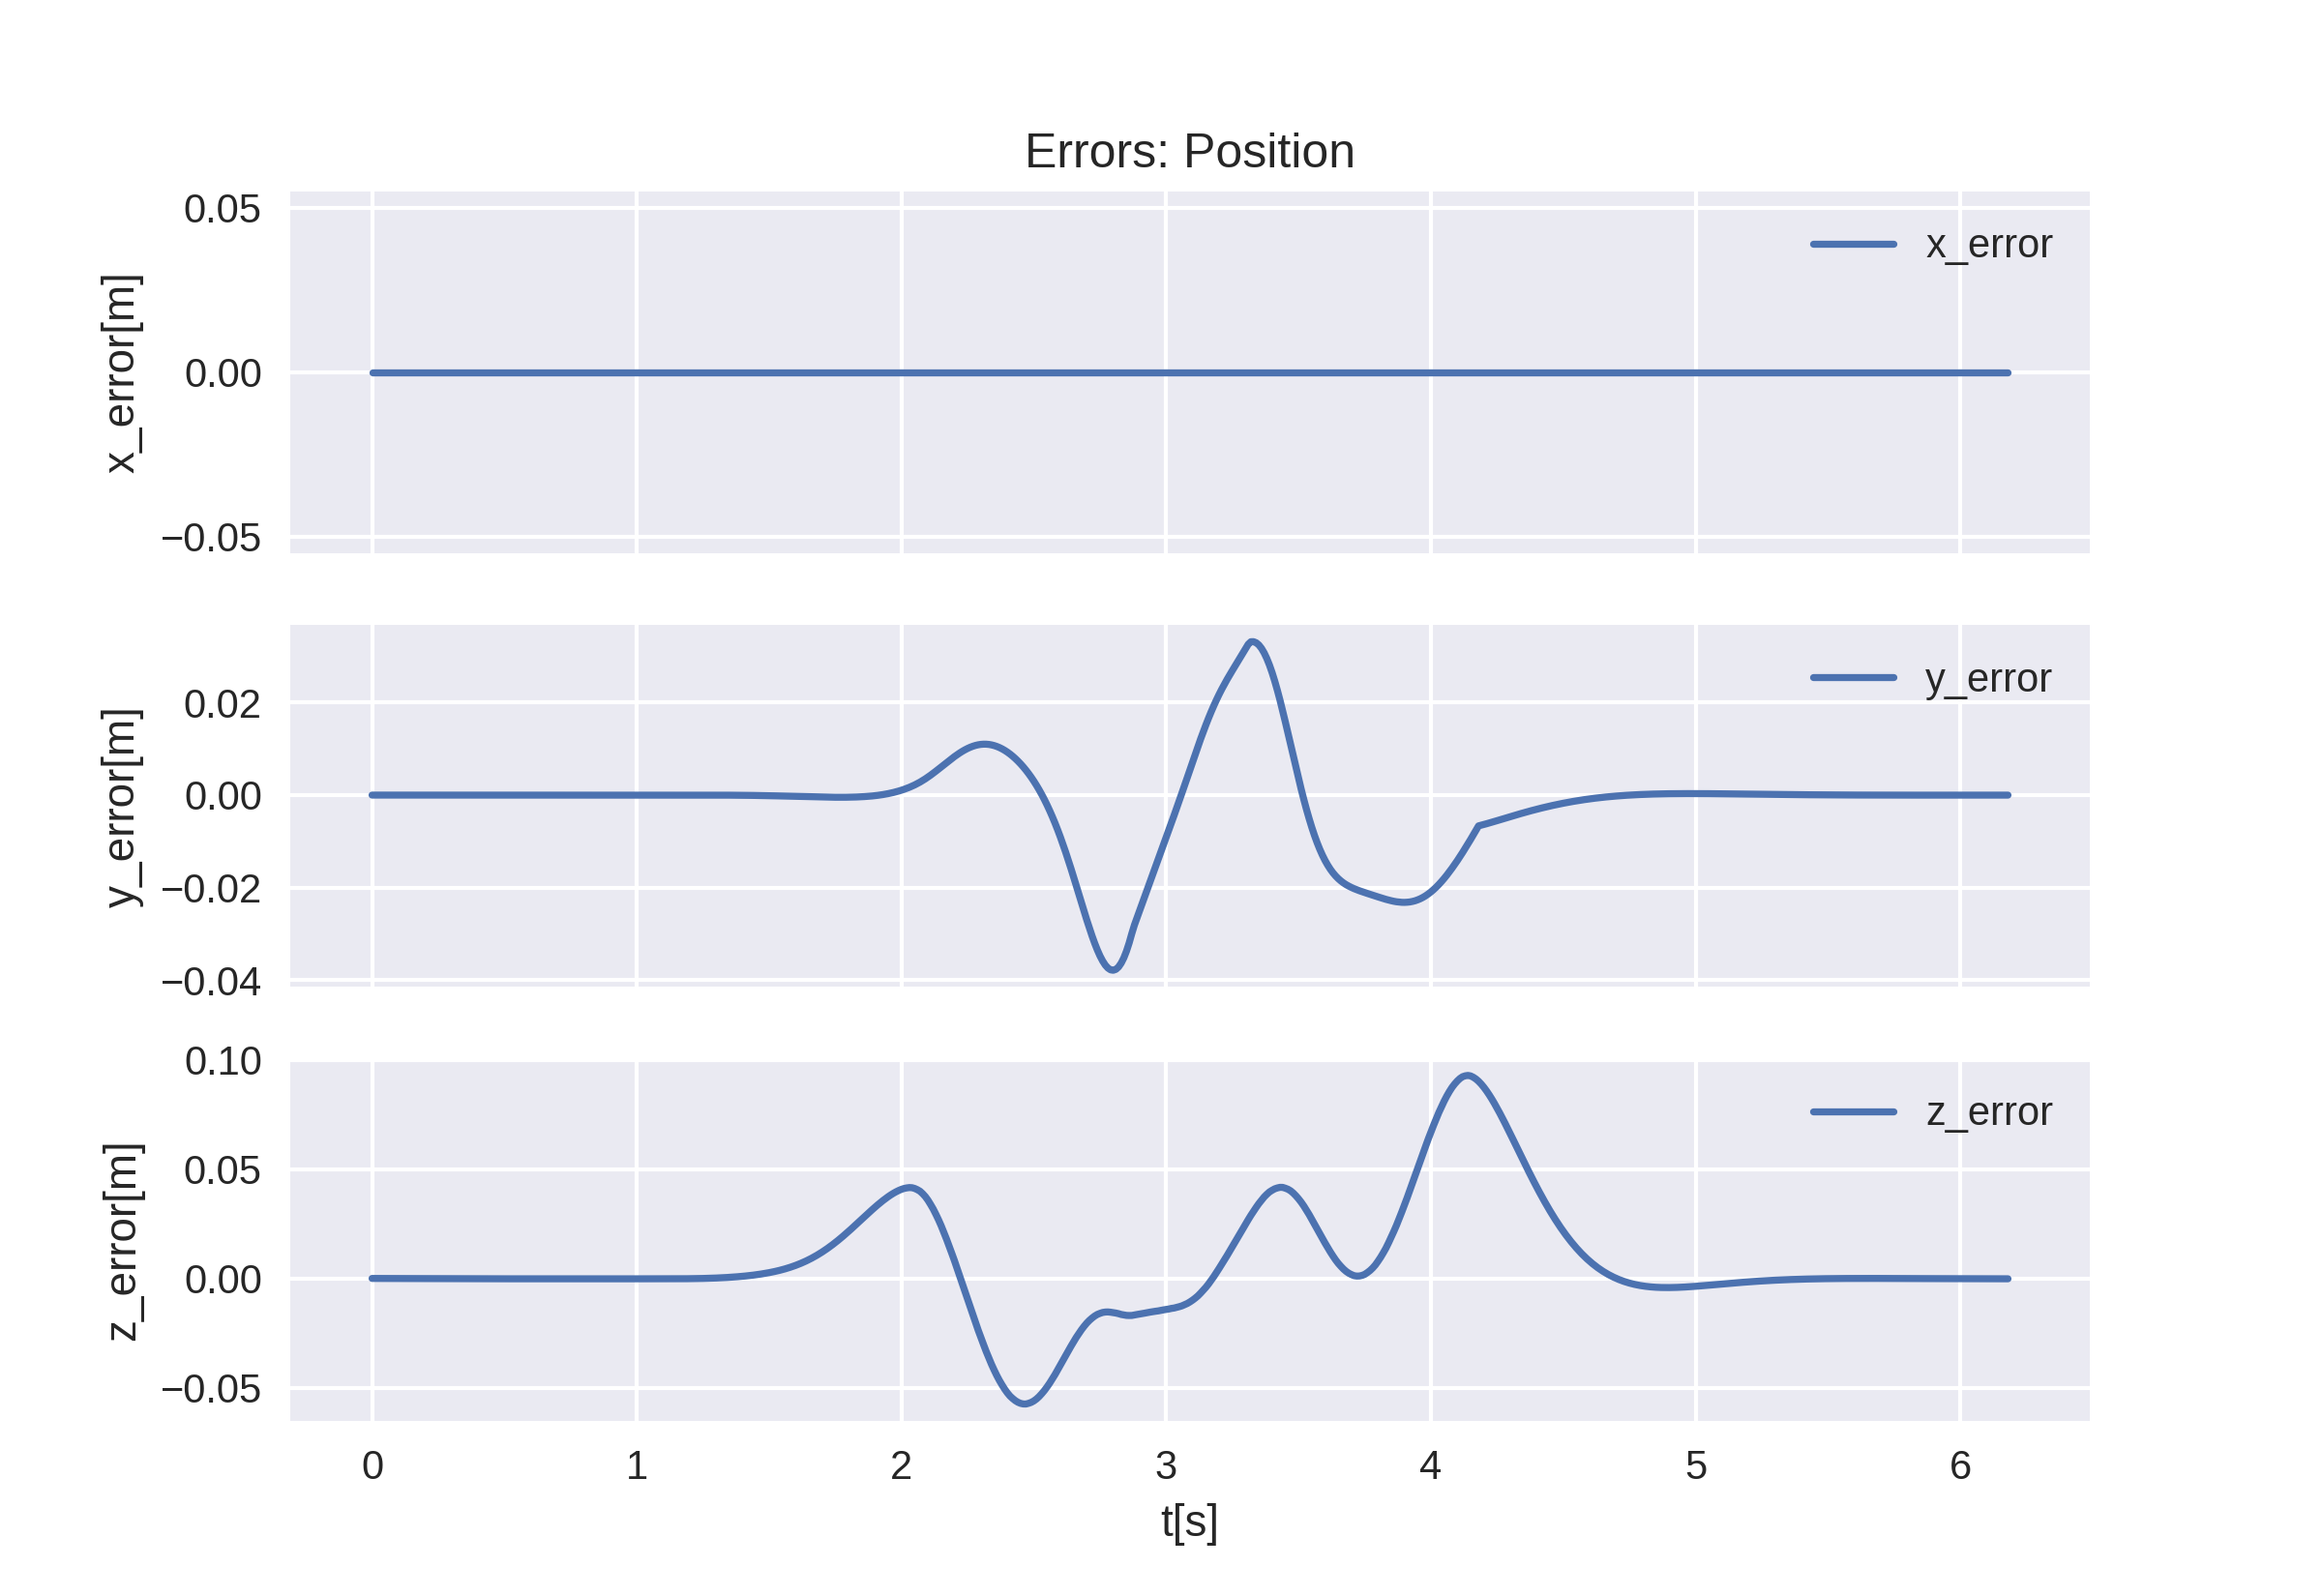 Errors: Position
0.05
0.00
−0.05
x_error[m]
x_error
0.02
0.00
−0.02
−0.04
y_error[m]
y_error
0.10
0.05
0.00
−0.05
z_error[m]
z_error
0 1 2 3 4 5 6
t[s]